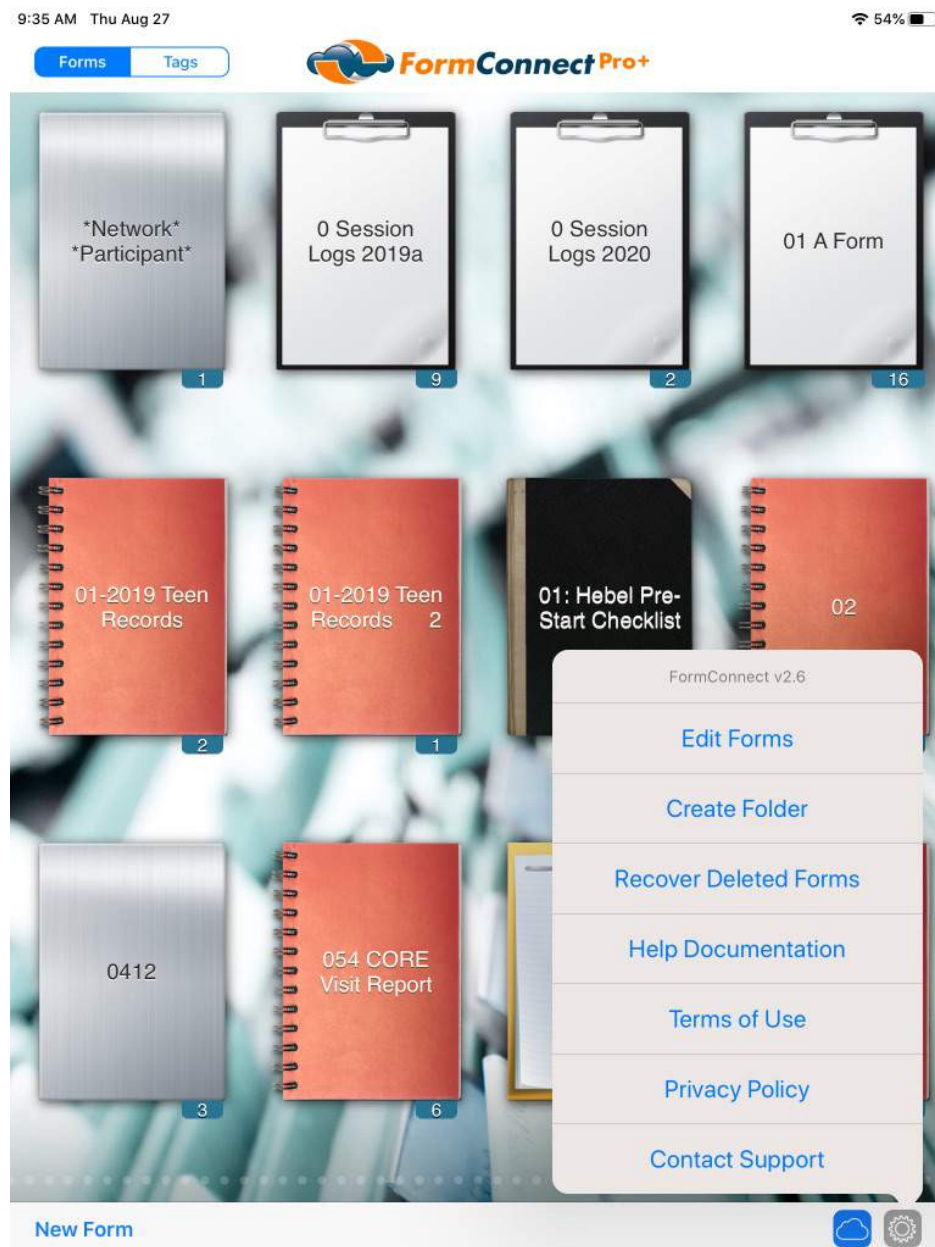 9:35 AM Thu Aug 27
54%
Forms Tags
FormConnect Pro+
*Network*
*Participant*
1
0 Session
Logs 2019a
9
0 Session
Logs 2020
2
01 A Form
16
01-2019 Teen
Records
2
01-2019 Teen
Records 2
1
01: Hebel Pre-
Start Checklist
02
0412
3
054 CORE
Visit Report
6
FormConnect v2.6
Edit Forms
Create Folder
Recover Deleted Forms
Help Documentation
Terms of Use
Privacy Policy
Contact Support
New Form